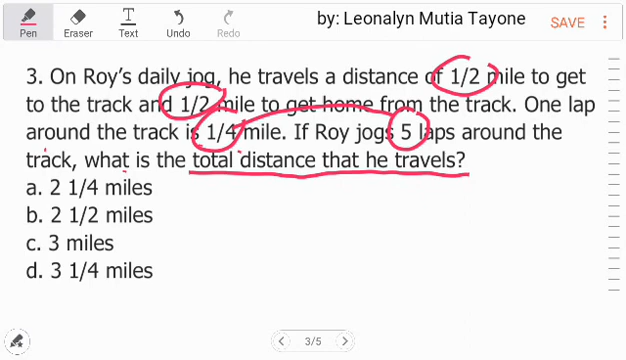 by: Leonalyn Mutia Tayone
SAVE
Pen
Eraser
Text
Undo
Redo
3. On Roy's daily jog, he travels a distance of 1/2 mile to get
to the track and 1/2 mile to get home from the track. One lap
around the track is 1/4 mile. If Roy jogs 5 laps around the
track, what is the total distance that he travels?
a. 2 1/4 miles
b. 2 1/2 miles
c. 3 miles
d. 3 1/4 miles
3/5